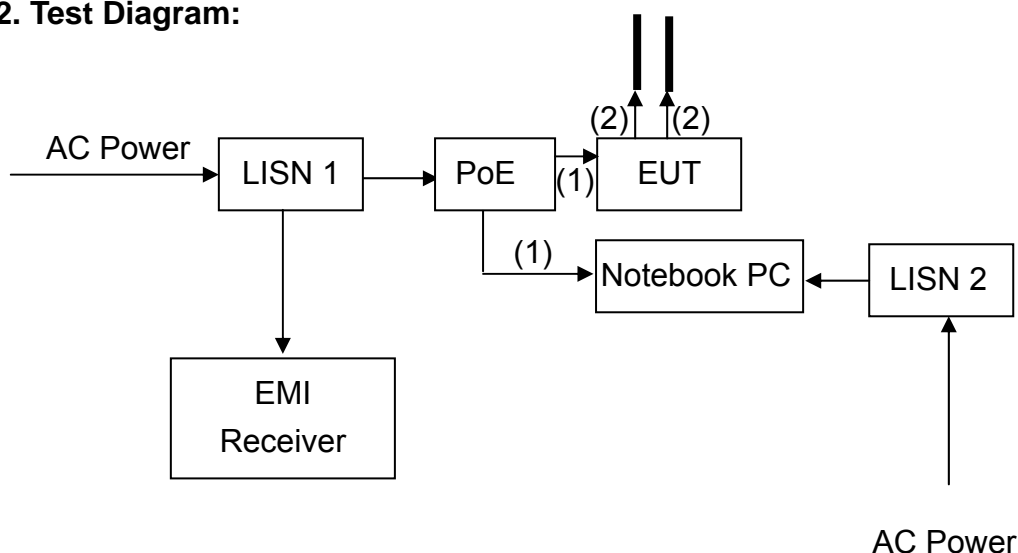 2. Test Diagram:
(2) (2)
AC Power
LISN 1
PoE
(1)
EUT
(1)
Notebook PC
LISN 2
EMI
Receiver
AC Power